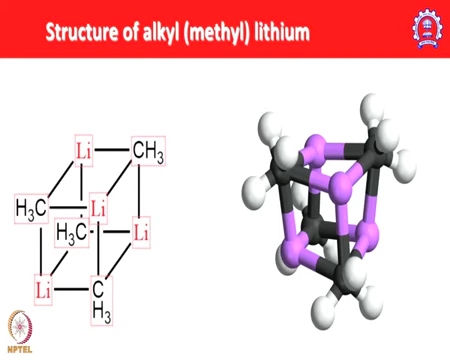 Structure of alkyl (methyl) lithium
Li CH3
H3C Li
H3C Li
Li C
H3
NPTEL